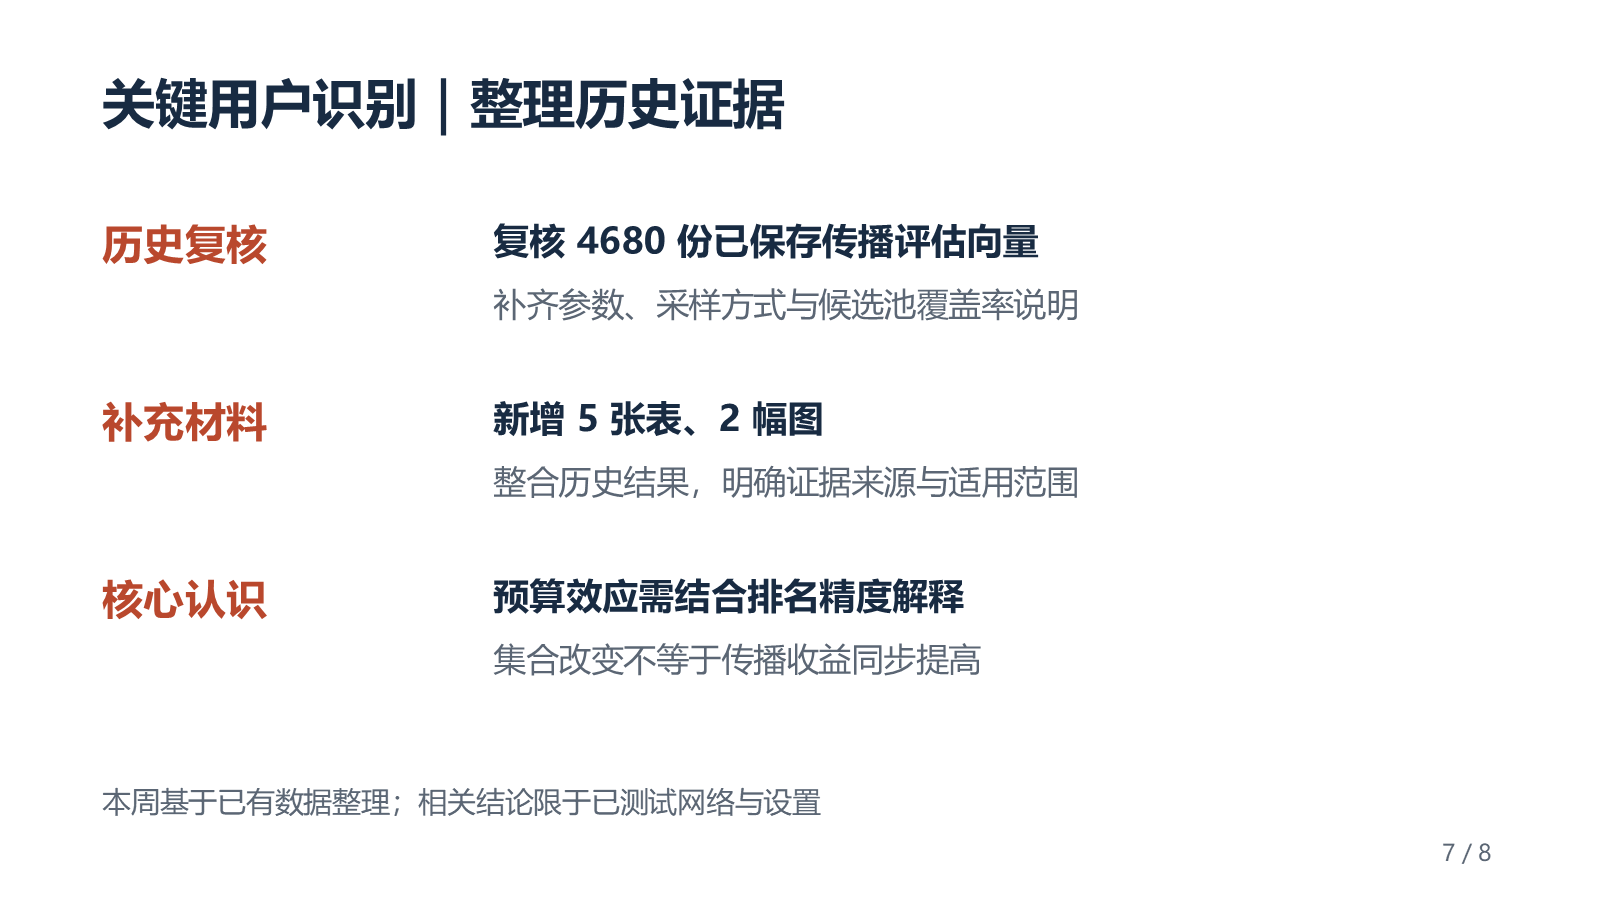 关键用户识别｜整理历史证据
历史复核
复核 4680 份已保存传播评估向量
补齐参数、采样方式与候选池覆盖率说明
补充材料
新增 5 张表、2 幅图
整合历史结果，明确证据来源与适用范围
核心认识
预算效应需结合排名精度解释
集合改变不等于传播收益同步提高
本周基于已有数据整理；相关结论限于已测试网络与设置
7 / 8